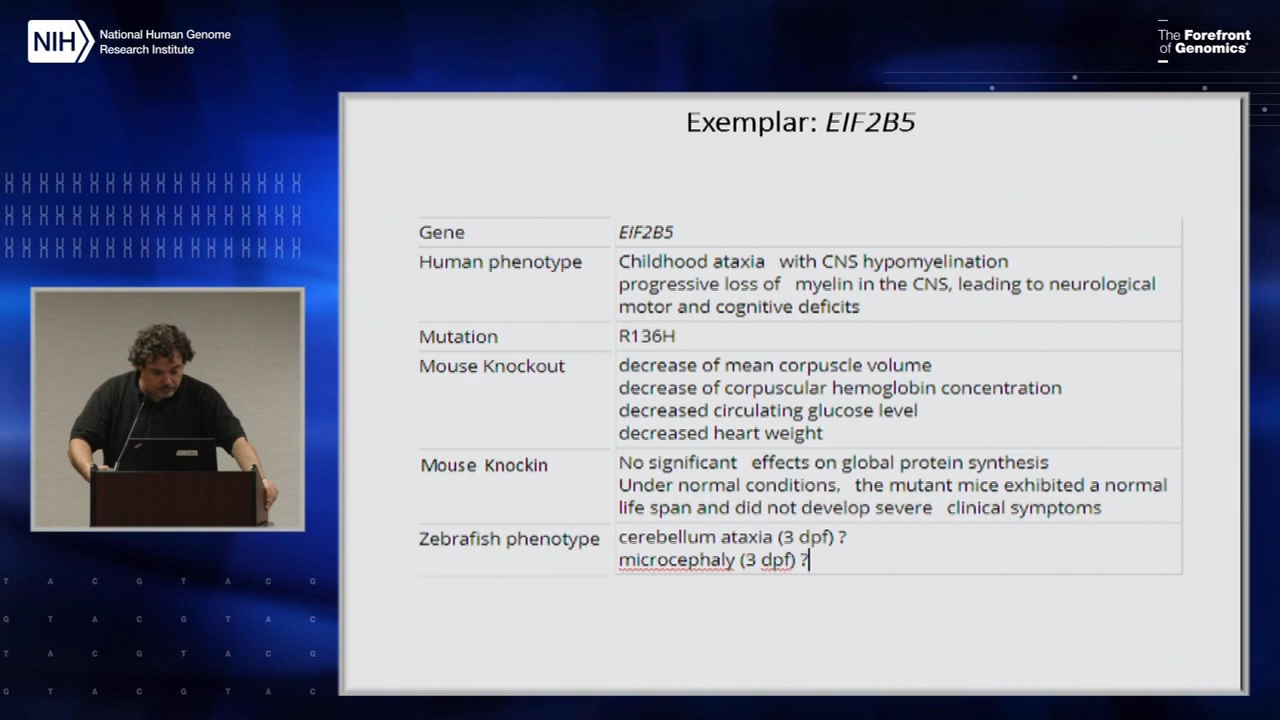 NIH
National Human Genome
Research Institute
The Forefront
of Genomics®
Exemplar: EIF2B5
Gene
EIF2B5
Human phenotype
Childhood ataxia with CNS hypomyelination
progressive loss of myelin in the CNS, leading to neurological
motor and cognitive deficits
Mutation
R136H
Mouse Knockout
decrease of mean corpuscle volume
decrease of corpuscular hemoglobin concentration
decreased circulating glucose level
decreased heart weight
Mouse Knockin
No significant effects on global protein synthesis
Under normal conditions, the mutant mice exhibited a normal
life span and did not develop severe clinical symptoms
Zebrafish phenotype
cerebellum ataxia (3 dpf) ?
microcephaly (3 dpf) ?
T A C G T A C G
G T A C G T A C
T A C G T A C G
G T A C G T A C